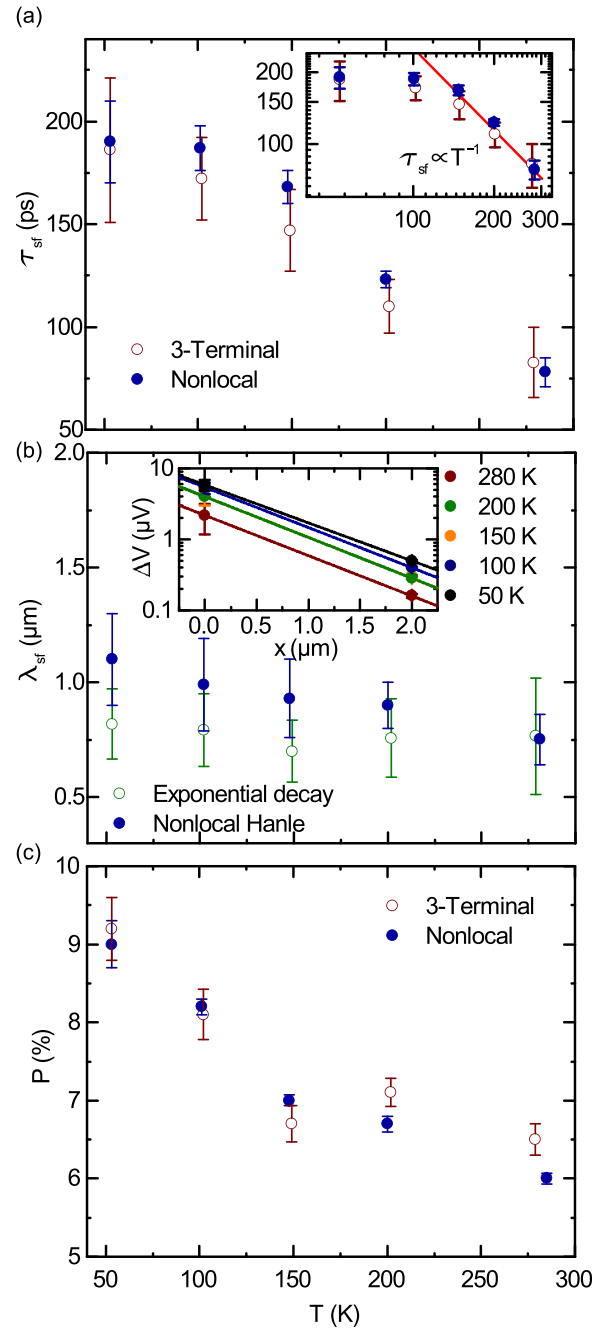 (a)
200
150
100
50
τsf (ps)
3-Terminal
Nonlocal
200
150
100
τsf∝T⁻¹
100 200 300
(b)
2.0
1.5
1.0
0.5
λsf (μm)
10
1
0.1
ΔV (μV)
0.0 0.5 1.0 1.5 2.0
x (μm)
280 K
200 K
150 K
100 K
50 K
Exponential decay
Nonlocal Hanle
(c)
10
9
8
7
6
5
P (%)
3-Terminal
Nonlocal
50 100 150 200 250 300
T (K)